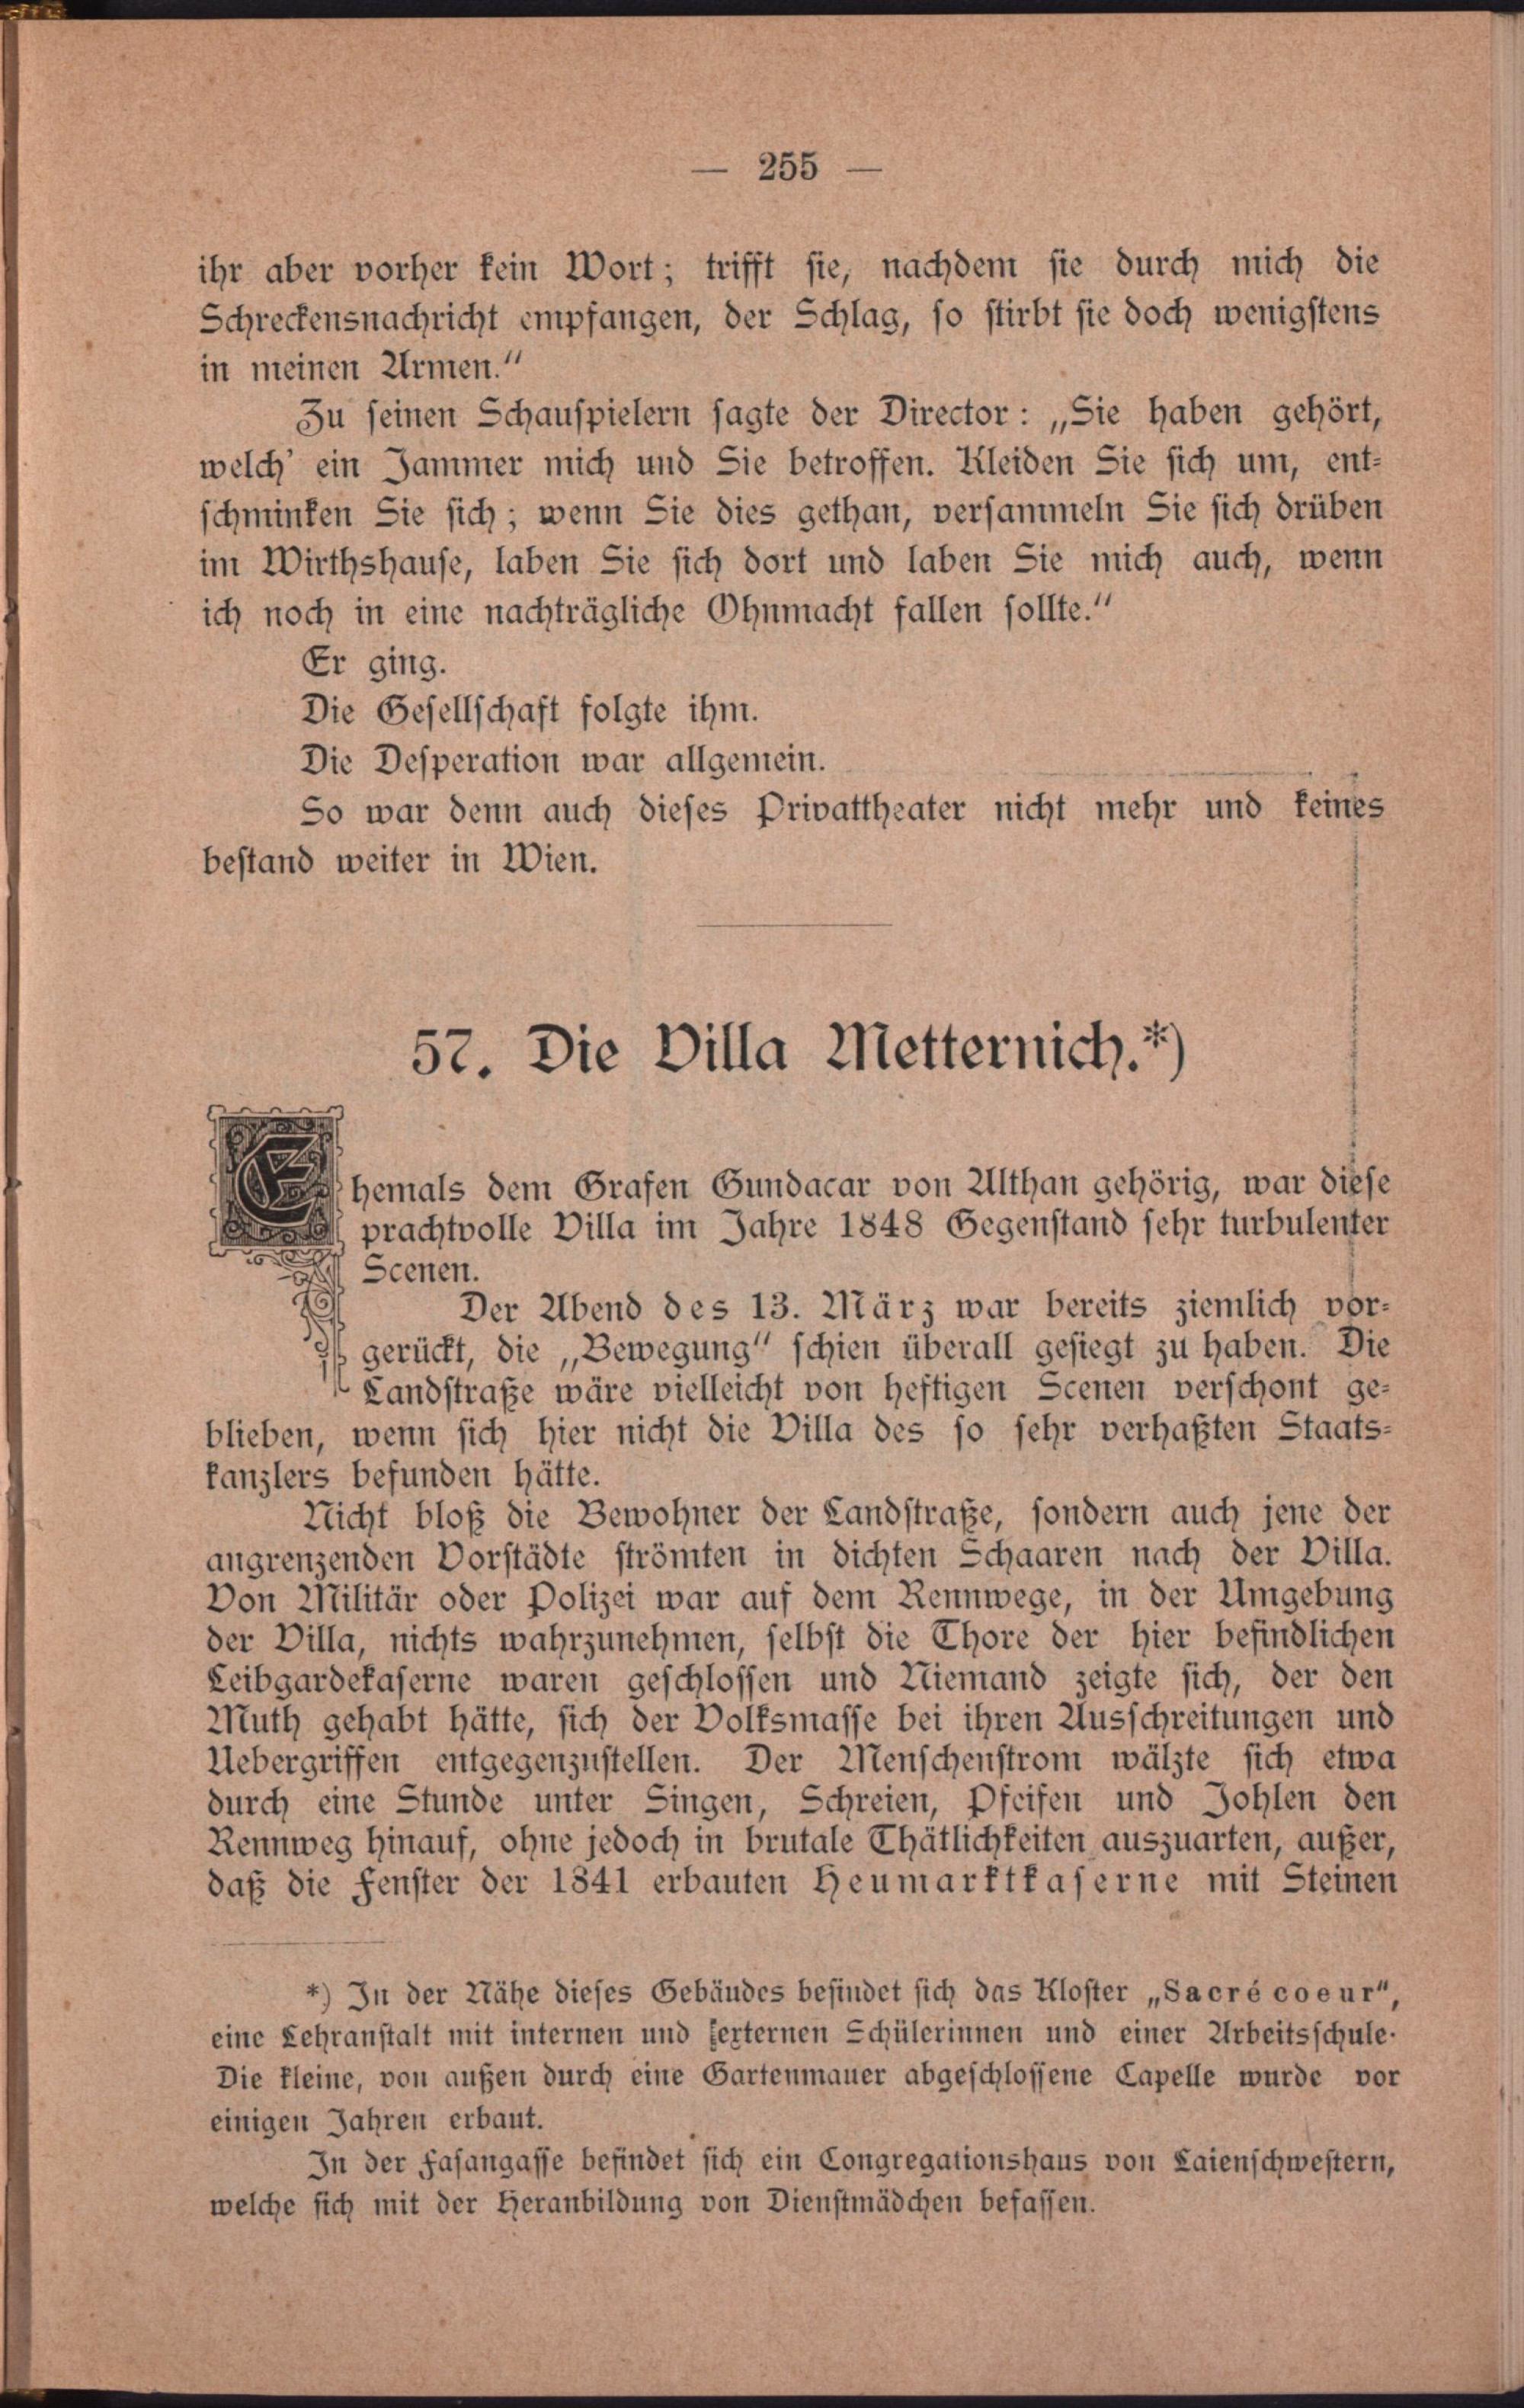 — 255 —
ihr aber vorher kein Wort; trifft sie, nachdem sie durch mich die
Schreckensnachricht empfangen, der Schlag, so stirbt sie doch wenigstens
in meinen Armen.“
Zu seinen Schauspielern sagte der Director: „Sie haben gehört,
welch’ ein Jammer mich und Sie betroffen. Kleiden Sie sich um, ent-
schminken Sie sich; wenn Sie dies gethan, versammeln Sie sich drüben
im Wirthshause, laben Sie sich dort und laben Sie mich auch, wenn
ich noch in eine nachträgliche Ohnmacht fallen sollte.“
Er ging.
Die Gesellschaft folgte ihm.
Die Desperation war allgemein.
So war denn auch dieses Privattheater nicht mehr und keines
bestand weiter in Wien.
57. Die Villa Metternich.*)
Ehemals dem Grafen Gundacar von Althan gehörig, war diese
prachtvolle Villa im Jahre 1848 Gegenstand sehr turbulenter
Scenen.
Der Abend des 13. März war bereits ziemlich vor-
gerückt, die „Bewegung“ schien überall gesiegt zu haben. Die
Landstraße wäre vielleicht von heftigen Scenen verschont ge-
blieben, wenn sich hier nicht die Villa des so sehr verhaßten Staats-
kanzlers befunden hätte.
Nicht bloß die Bewohner der Landstraße, sondern auch jene der
angrenzenden Vorstädte strömten in dichten Schaaren nach der Villa.
Von Militär oder Polizei war auf dem Rennwege, in der Umgebung
der Villa, nichts wahrzunehmen, selbst die Thore der hier befindlichen
Leibgardekaserne waren geschlossen und Niemand zeigte sich, der den
Muth gehabt hätte, sich der Volksmasse bei ihren Ausschreitungen und
Uebergriffen entgegenzustellen. Der Menschenstrom wälzte sich etwa
durch eine Stunde unter Singen, Schreien, Pfeifen und Johlen den
Rennweg hinauf, ohne jedoch in brutale Thätlichkeiten auszuarten, außer,
daß die Fenster der 1841 erbauten Heumarktkaserne mit Steinen
*) In der Nähe dieses Gebäudes befindet sich das Kloster „Sacré coeur“,
eine Lehranstalt mit internen und externen Schülerinnen und einer Arbeitsschule.
Die kleine, von außen durch eine Gartenmauer abgeschlossene Capelle wurde vor
einigen Jahren erbaut.
In der Fasangasse befindet sich ein Congregationshaus von Laienschwestern,
welche sich mit der Heranbildung von Dienstmädchen befassen.